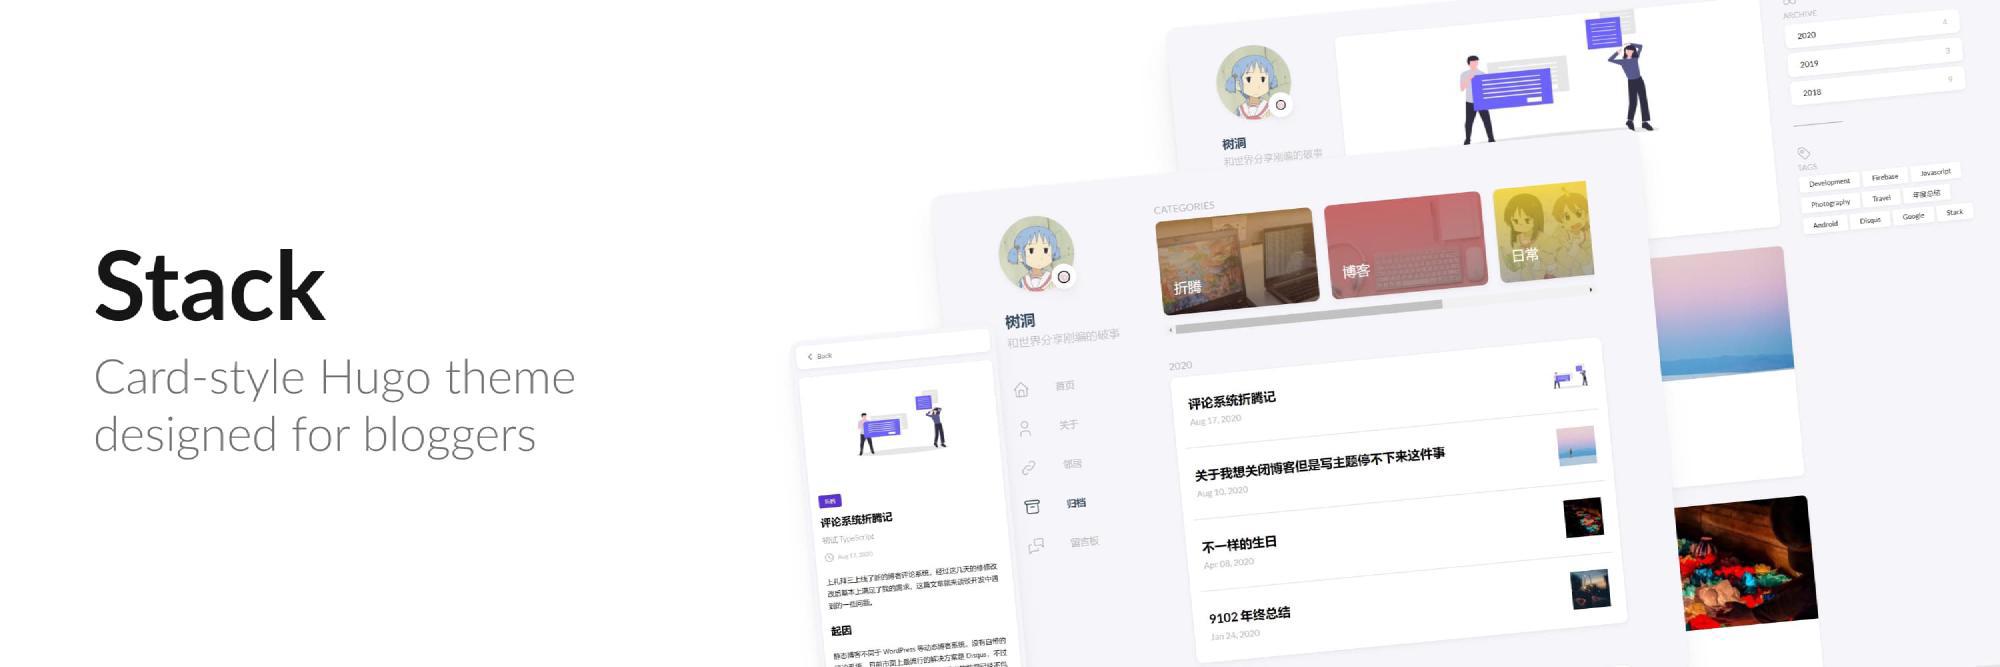 Stack
Card-style Hugo theme
designed for bloggers
Back
折腾
评论系统折腾记
初试 TypeScript
Aug 17, 2020
上礼拜三上线了新的博客评论系统，经过这几天的修修改
改后基本上满足了我的需求，这篇文章就来谈谈开发中遇
到的一些问题。
起因
静态博客不同于 WordPress 等动态博客系统，没有自带的
评论系统。目前市面上最流行的解决方案是 Disqus，不过
树洞
和世界分享刚编的破事
首页
关于
邻居
归档
留言板
CATEGORIES
折腾
博客
日常
2020
评论系统折腾记
Aug 17, 2020
关于我想关闭博客但是写主题停不下来这件事
Aug 10, 2020
不一样的生日
Apr 08, 2020
9102 年终总结
Jan 24, 2020
树洞
和世界分享刚编的破事
ARCHIVE
2020 4
2019 3
2018 9
TAGS
Development Firebase Javascript
Photography Travel 年度总结
Android Disqus Google Stack